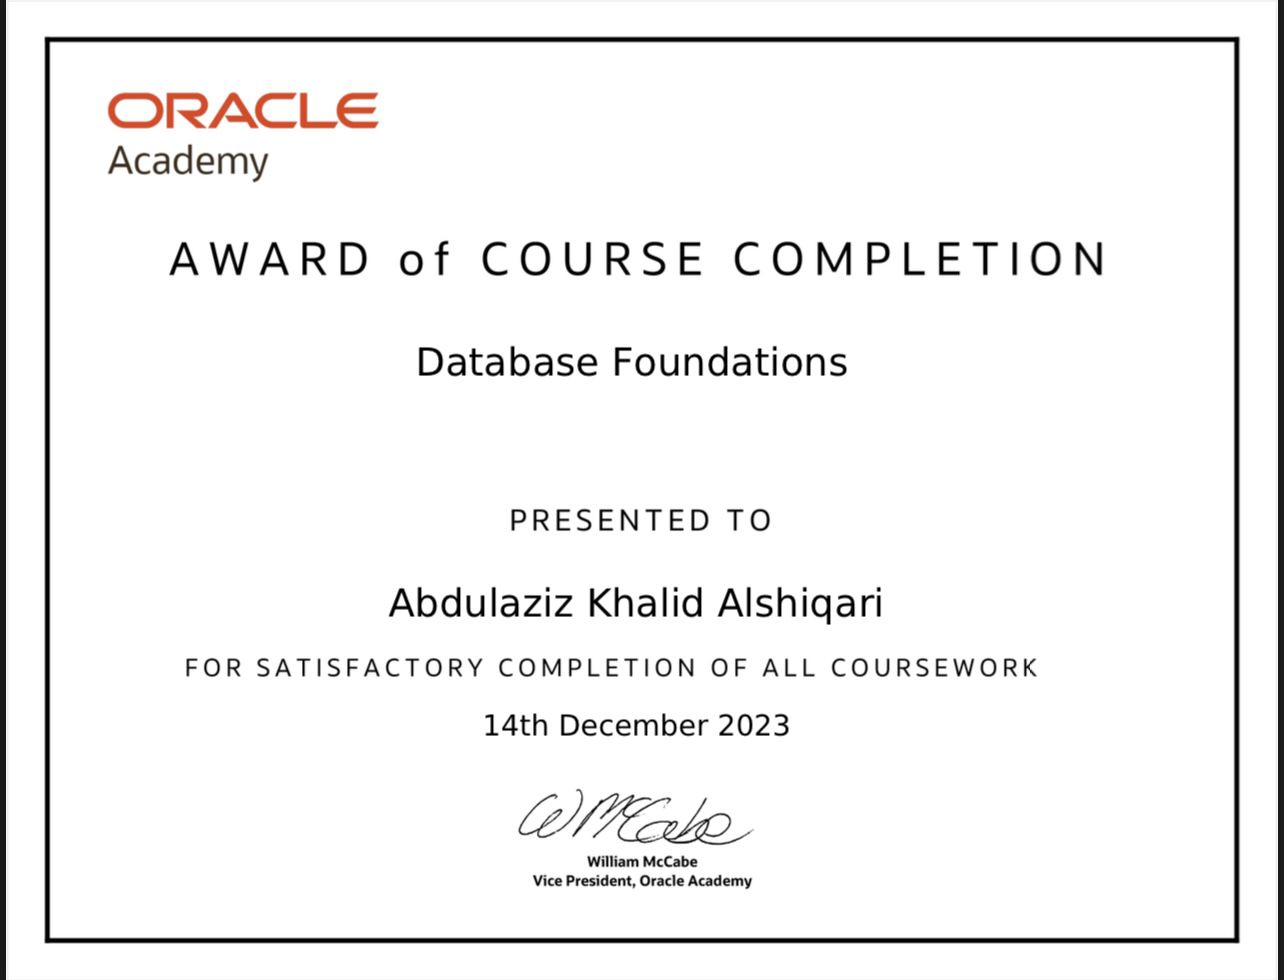 ORACLE
Academy
AWARD of COURSE COMPLETION
Database Foundations
PRESENTED TO
Abdulaziz Khalid Alshiqari
FOR SATISFACTORY COMPLETION OF ALL COURSEWORK
14th December 2023
WMcCabe
William McCabe
Vice President, Oracle Academy